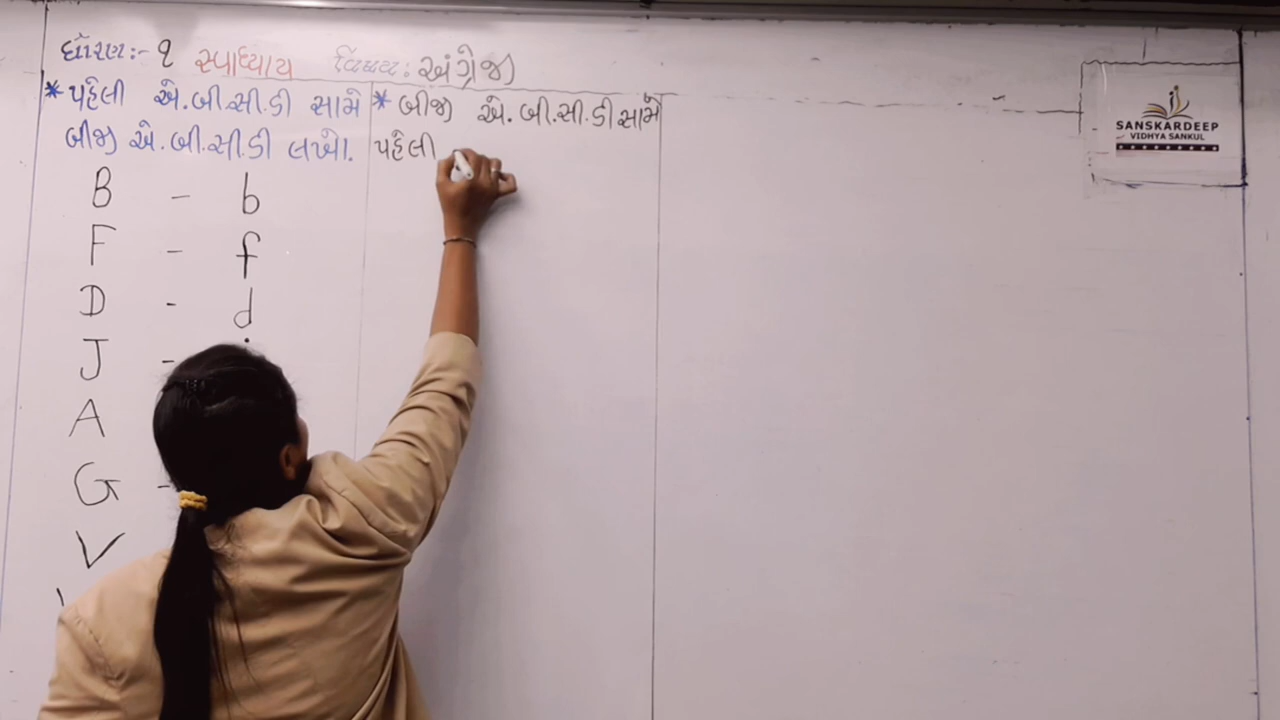 ધોરણ:- ૧ સ્વાધ્યાય વિષય: અંગ્રેજી
* પહેલી એ.બી.સી.ડી સામે
બીજી એ.બી.સી.ડી લખો.
B - b
F - f
D - d
J -
A
G -
V
* બીજી એ.બી.સી.ડી સામે
પહેલી
SANSKARDEEP
VIDHYA SANKUL